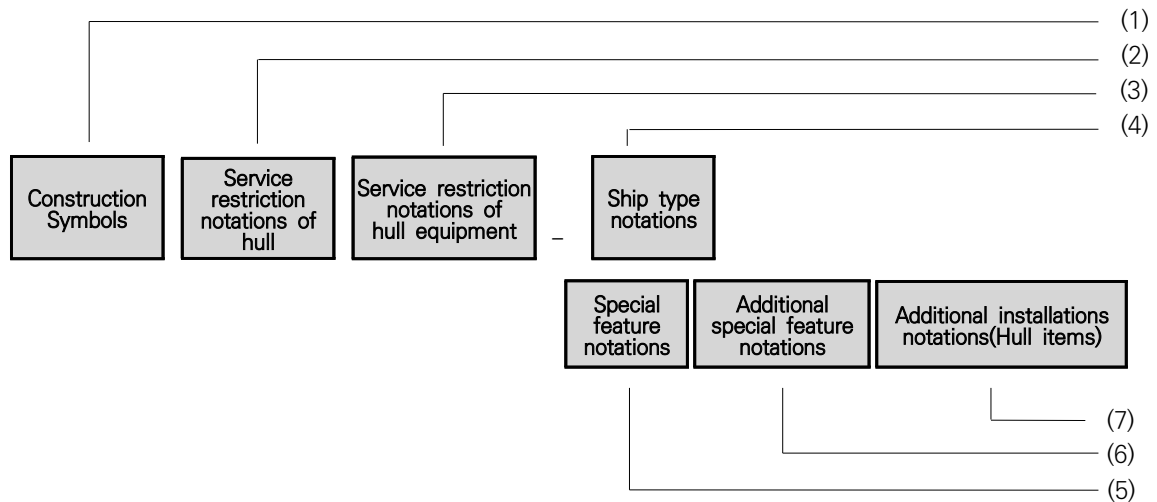 (1)
(2)
(3)
(4)
Construction
Symbols
Service
restriction
notations of
hull
Service restriction
notations of
hull equipment
_
Ship type
notations
Special
feature
notations
Additional
special feature
notations
Additional installations
notations(Hull items)
(7)
(6)
(5)